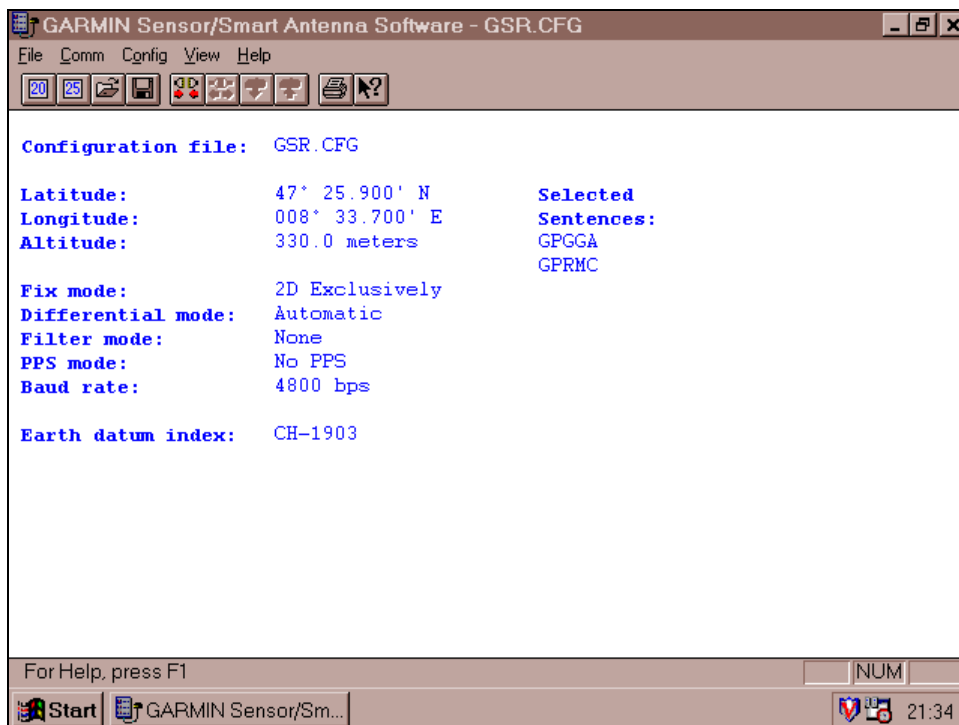 GARMIN Sensor/Smart Antenna Software - GSR.CFG
File Comm Config View Help
20 25
Configuration file: GSR.CFG
Latitude: 47° 25.900' N Selected
Longitude: 008° 33.700' E Sentences:
Altitude: 330.0 meters GPGGA
GPRMC
Fix mode: 2D Exclusively
Differential mode: Automatic
Filter mode: None
PPS mode: No PPS
Baud rate: 4800 bps
Earth datum index: CH-1903
For Help, press F1 NUM
Start GARMIN Sensor/Sm... 21:34